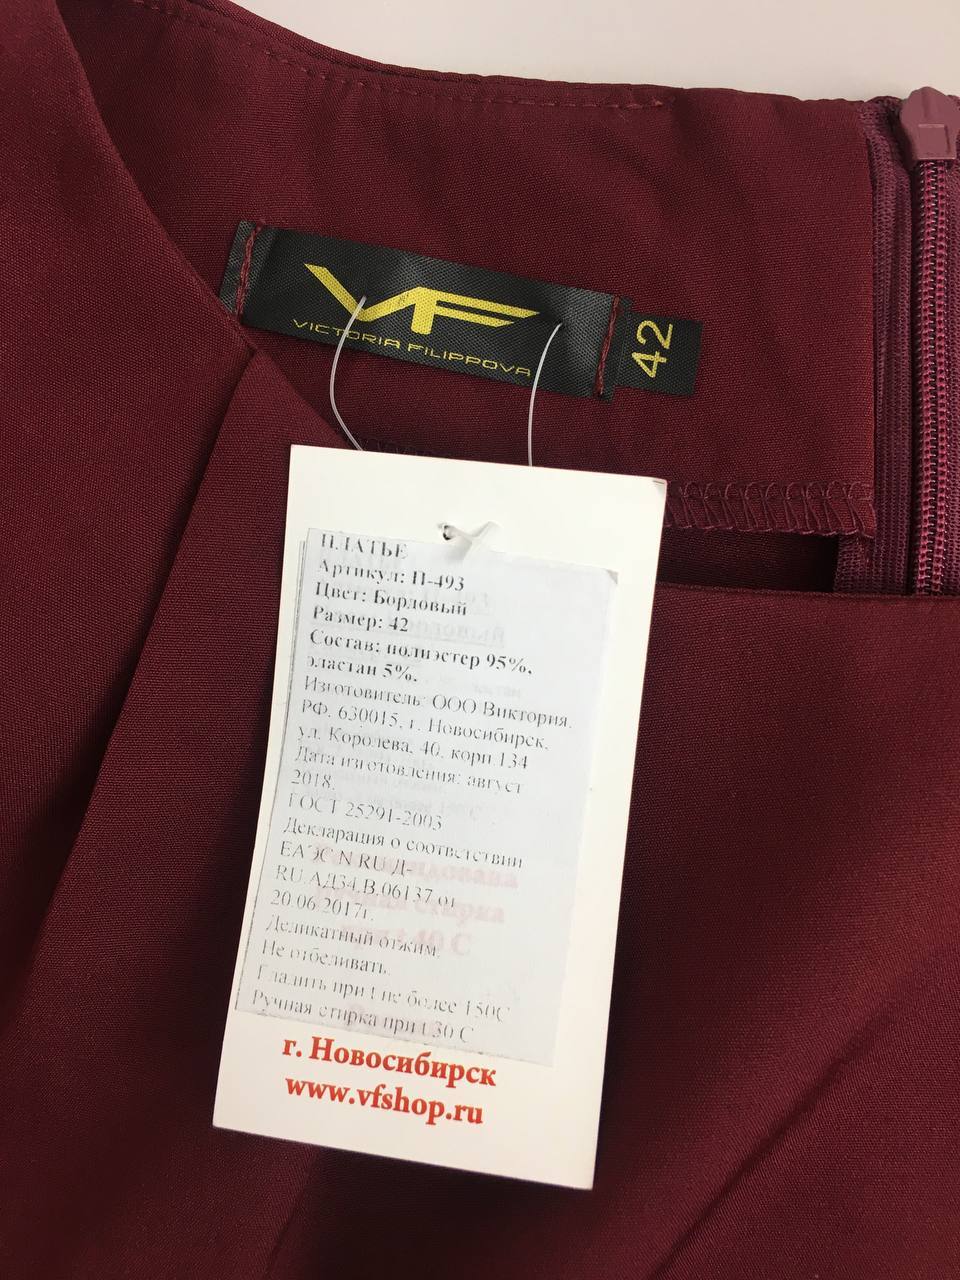 VF
VICTORIA FILIPPOVA
42
ПЛАТЬЕ
Артикул: П-493
Цвет: Бордовый
Размер: 42
Состав: полиэстер 95%,
эластан 5%.
Изготовитель: ООО Виктория.
РФ, 630015, г. Новосибирск,
ул. Королева, 40, корп 134
Дата изготовления: август
2018.
ГОСТ 25291-2003
Декларация о соответствии
ЕАЭС N RU Д-
RU.АД34.В.06137 от
20.06.2017г.
Деликатный отжим.
Не отбеливать.
Гладить при t не более 150С
Ручная стирка при t 30 С
г. Новосибирск
www.vfshop.ru